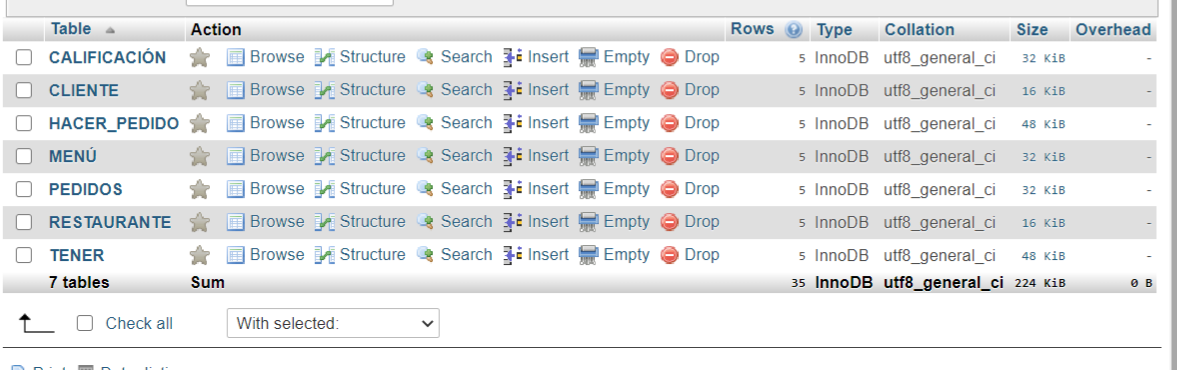 Table Action Rows Type Collation Size Overhead
CALIFICACIÓN Browse Structure Search Insert Empty Drop 5 InnoDB utf8_general_ci 32 KiB -
CLIENTE Browse Structure Search Insert Empty Drop 5 InnoDB utf8_general_ci 16 KiB -
HACER_PEDIDO Browse Structure Search Insert Empty Drop 5 InnoDB utf8_general_ci 48 KiB -
MENÚ Browse Structure Search Insert Empty Drop 5 InnoDB utf8_general_ci 32 KiB -
PEDIDOS Browse Structure Search Insert Empty Drop 5 InnoDB utf8_general_ci 32 KiB -
RESTAURANTE Browse Structure Search Insert Empty Drop 5 InnoDB utf8_general_ci 16 KiB -
TENER Browse Structure Search Insert Empty Drop 5 InnoDB utf8_general_ci 48 KiB -
7 tables Sum 35 InnoDB utf8_general_ci 224 KiB 0 B
Check all With selected: